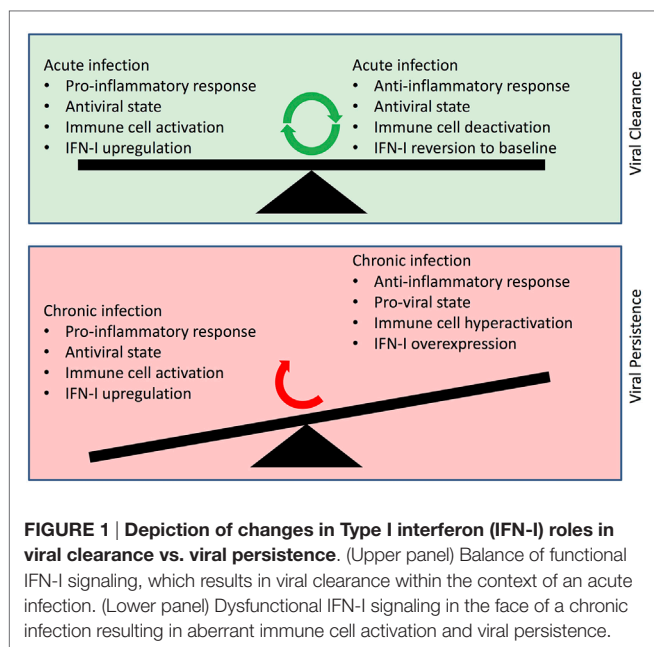 Acute infection
• Pro-inflammatory response
• Antiviral state
• Immune cell activation
• IFN-I upregulation
Acute infection
• Anti-inflammatory response
• Antiviral state
• Immune cell deactivation
• IFN-I reversion to baseline
Viral Clearance
Chronic infection
• Pro-inflammatory response
• Antiviral state
• Immune cell activation
• IFN-I upregulation
Chronic infection
• Anti-inflammatory response
• Pro-viral state
• Immune cell hyperactivation
• IFN-I overexpression
Viral Persistence
FIGURE 1 | Depiction of changes in Type I interferon (IFN-I) roles in
viral clearance vs. viral persistence. (Upper panel) Balance of functional
IFN-I signaling, which results in viral clearance within the context of an acute
infection. (Lower panel) Dysfunctional IFN-I signaling in the face of a chronic
infection resulting in aberrant immune cell activation and viral persistence.